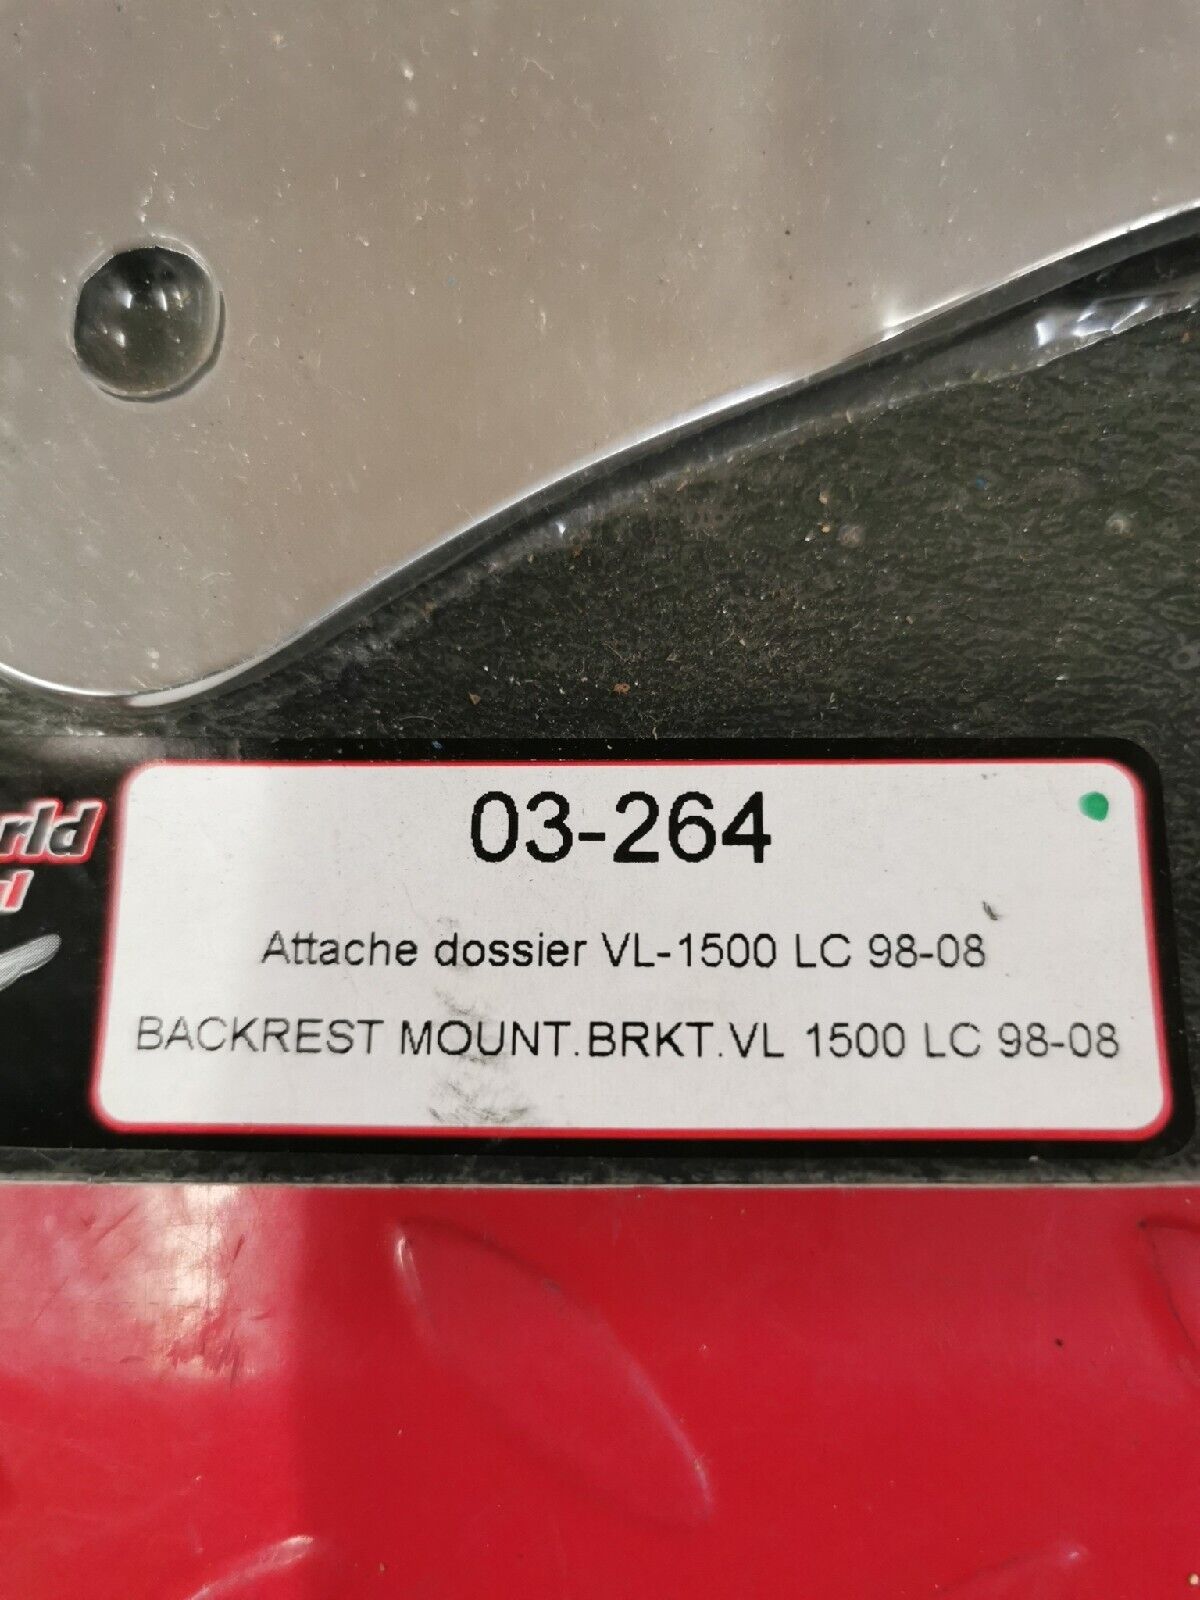 03-264
Attache dossier VL-1500 LC 98-08
BACKREST MOUNT.BRKT.VL 1500 LC 98-08